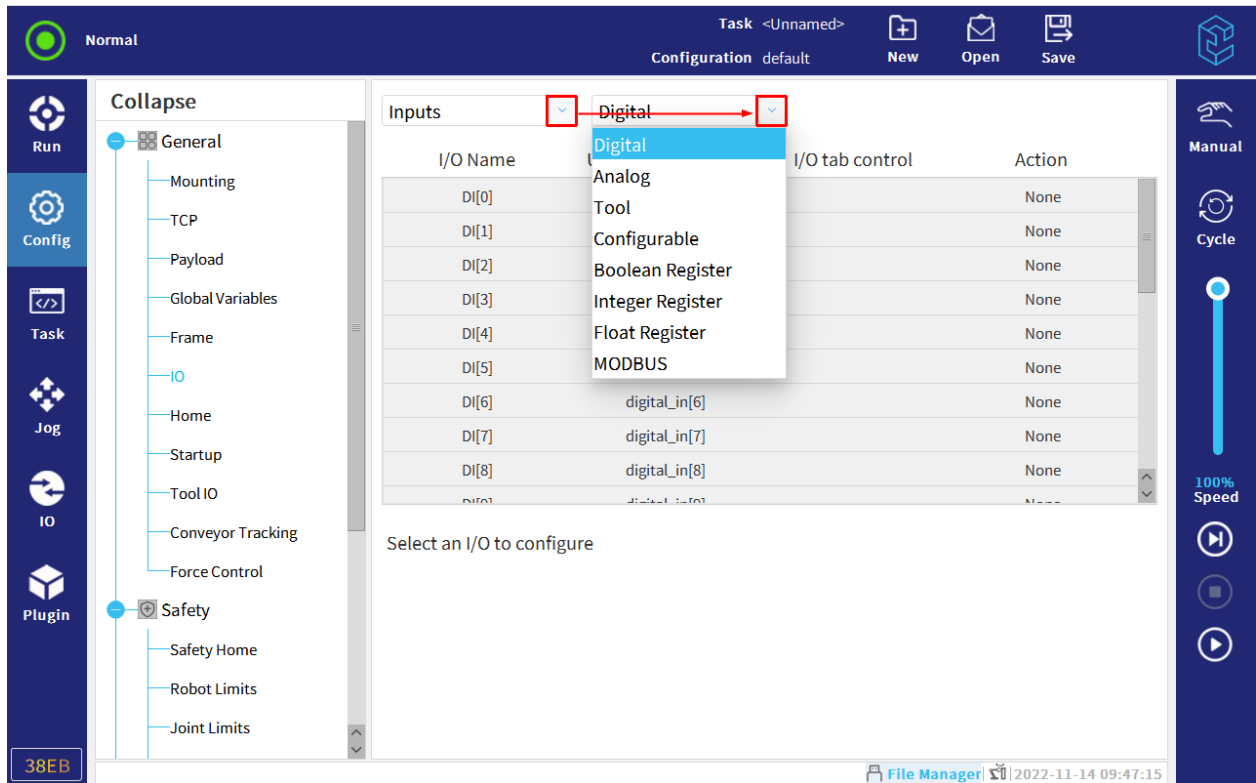 Normal
Task <Unnamed>
Configuration default
New
Open
Save
Run
Config
Task
Jog
IO
Plugin
38EB
Collapse
General
Mounting
TCP
Payload
Global Variables
Frame
IO
Home
Startup
Tool IO
Conveyor Tracking
Force Control
Safety
Safety Home
Robot Limits
Joint Limits
Inputs
Digital
Digital
Analog
Tool
Configurable
Boolean Register
Integer Register
Float Register
MODBUS
I/O Name I/O tab control Action
DI[0] None
DI[1] None
DI[2] None
DI[3] None
DI[4] None
DI[5] None
DI[6] digital_in[6] None
DI[7] digital_in[7] None
DI[8] digital_in[8] None
DI[9] digital_in[9] None
Select an I/O to configure
Manual
Cycle
100%
Speed
File Manager 2022-11-14 09:47:15